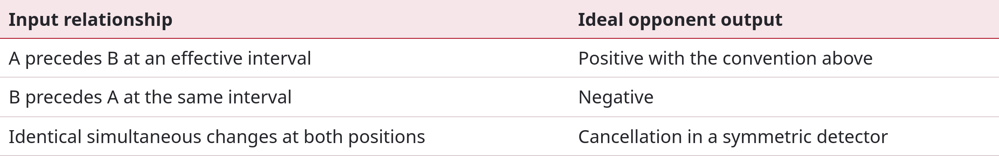 Input relationship Ideal opponent output
A precedes B at an effective interval Positive with the convention above
B precedes A at the same interval Negative
Identical simultaneous changes at both positions Cancellation in a symmetric detector